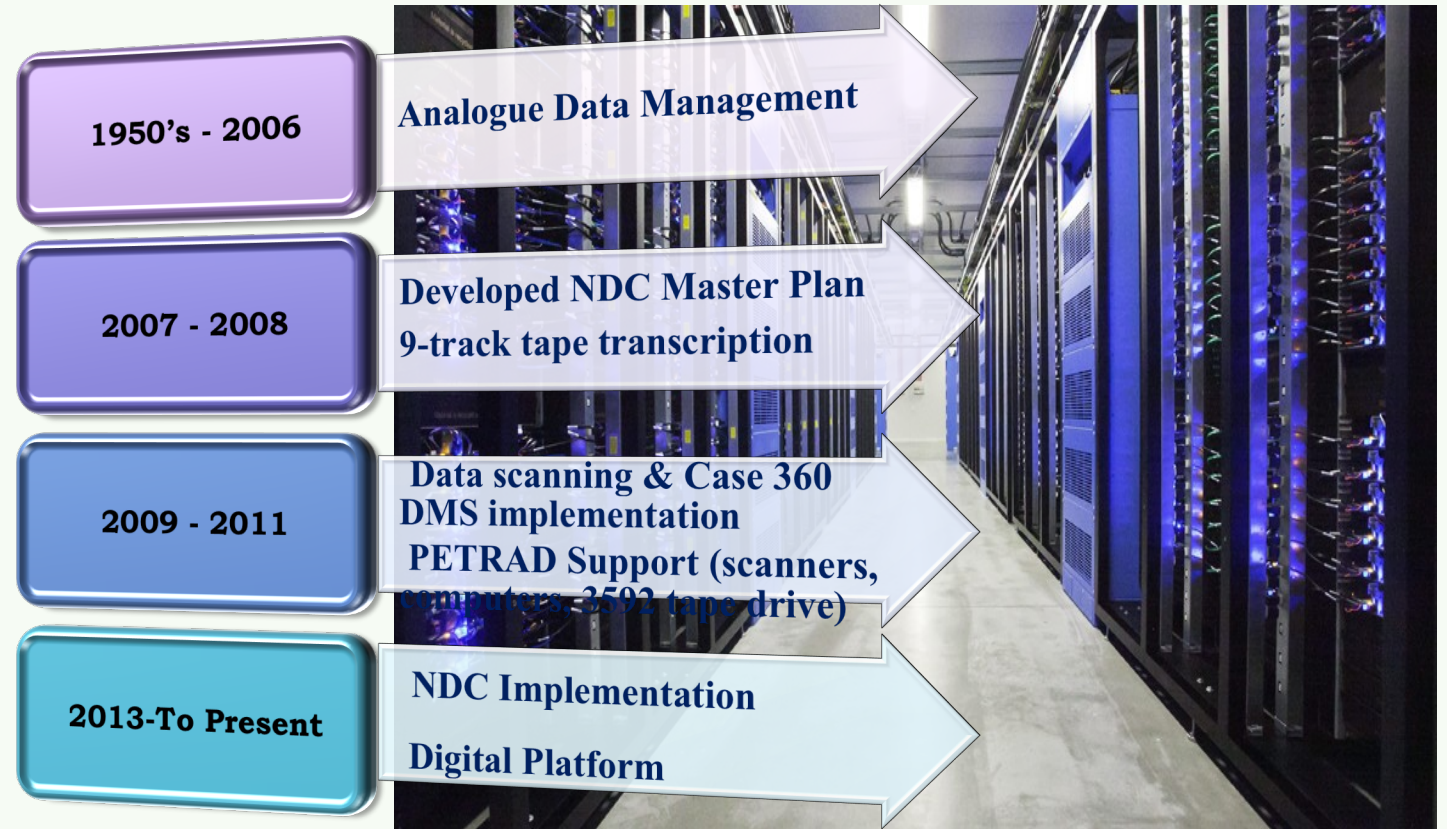 1950’s - 2006
Analogue Data Management
2007 - 2008
Developed NDC Master Plan
9-track tape transcription
2009 - 2011
Data scanning & Case 360
DMS implementation
PETRAD Support (scanners,
computers, 3592 tape drive)
2013-To Present
NDC Implementation
Digital Platform